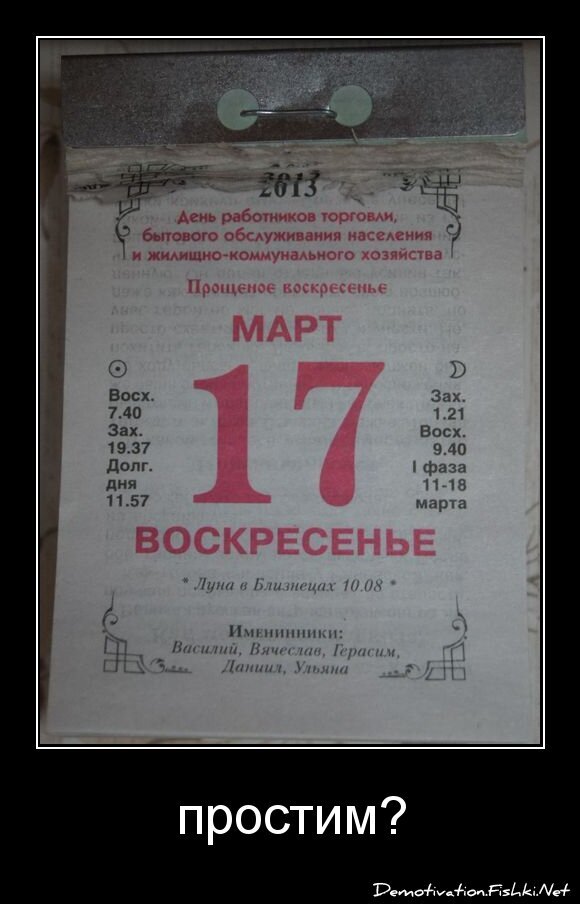 2013
День работников торговли,
бытового обслуживания населения
и жилищно-коммунального хозяйства
Прощеное воскресенье
МАРТ
Восх.
7.40
Зах.
19.37
Долг.
дня
11.57
17
Зах.
1.21
Восх.
9.40
I фаза
11-18
марта
ВОСКРЕСЕНЬЕ
* Луна в Близнецах 10.08 *
Именинники:
Василий, Вячеслав, Герасим,
Даниил, Ульяна
простим?
Demotivation.Fishki.Net